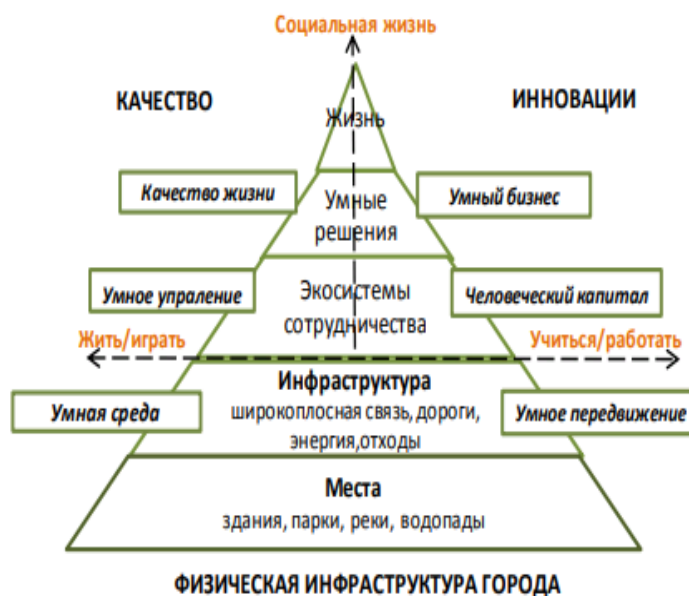 Социальная жизнь
КАЧЕСТВО
ИННОВАЦИИ
Жизнь
Качество жизни
Умный бизнес
Умные
решения
Умное упраление
Экосистемы
сотрудничества
Человеческий капитал
Жить/играть
Учиться/работать
Инфраструктура
широкоплосная связь, дороги,
энергия,отходы
Умная среда
Умное передвижение
Места
здания, парки, реки, водопады
ФИЗИЧЕСКАЯ ИНФРАСТРУКТУРА ГОРОДА